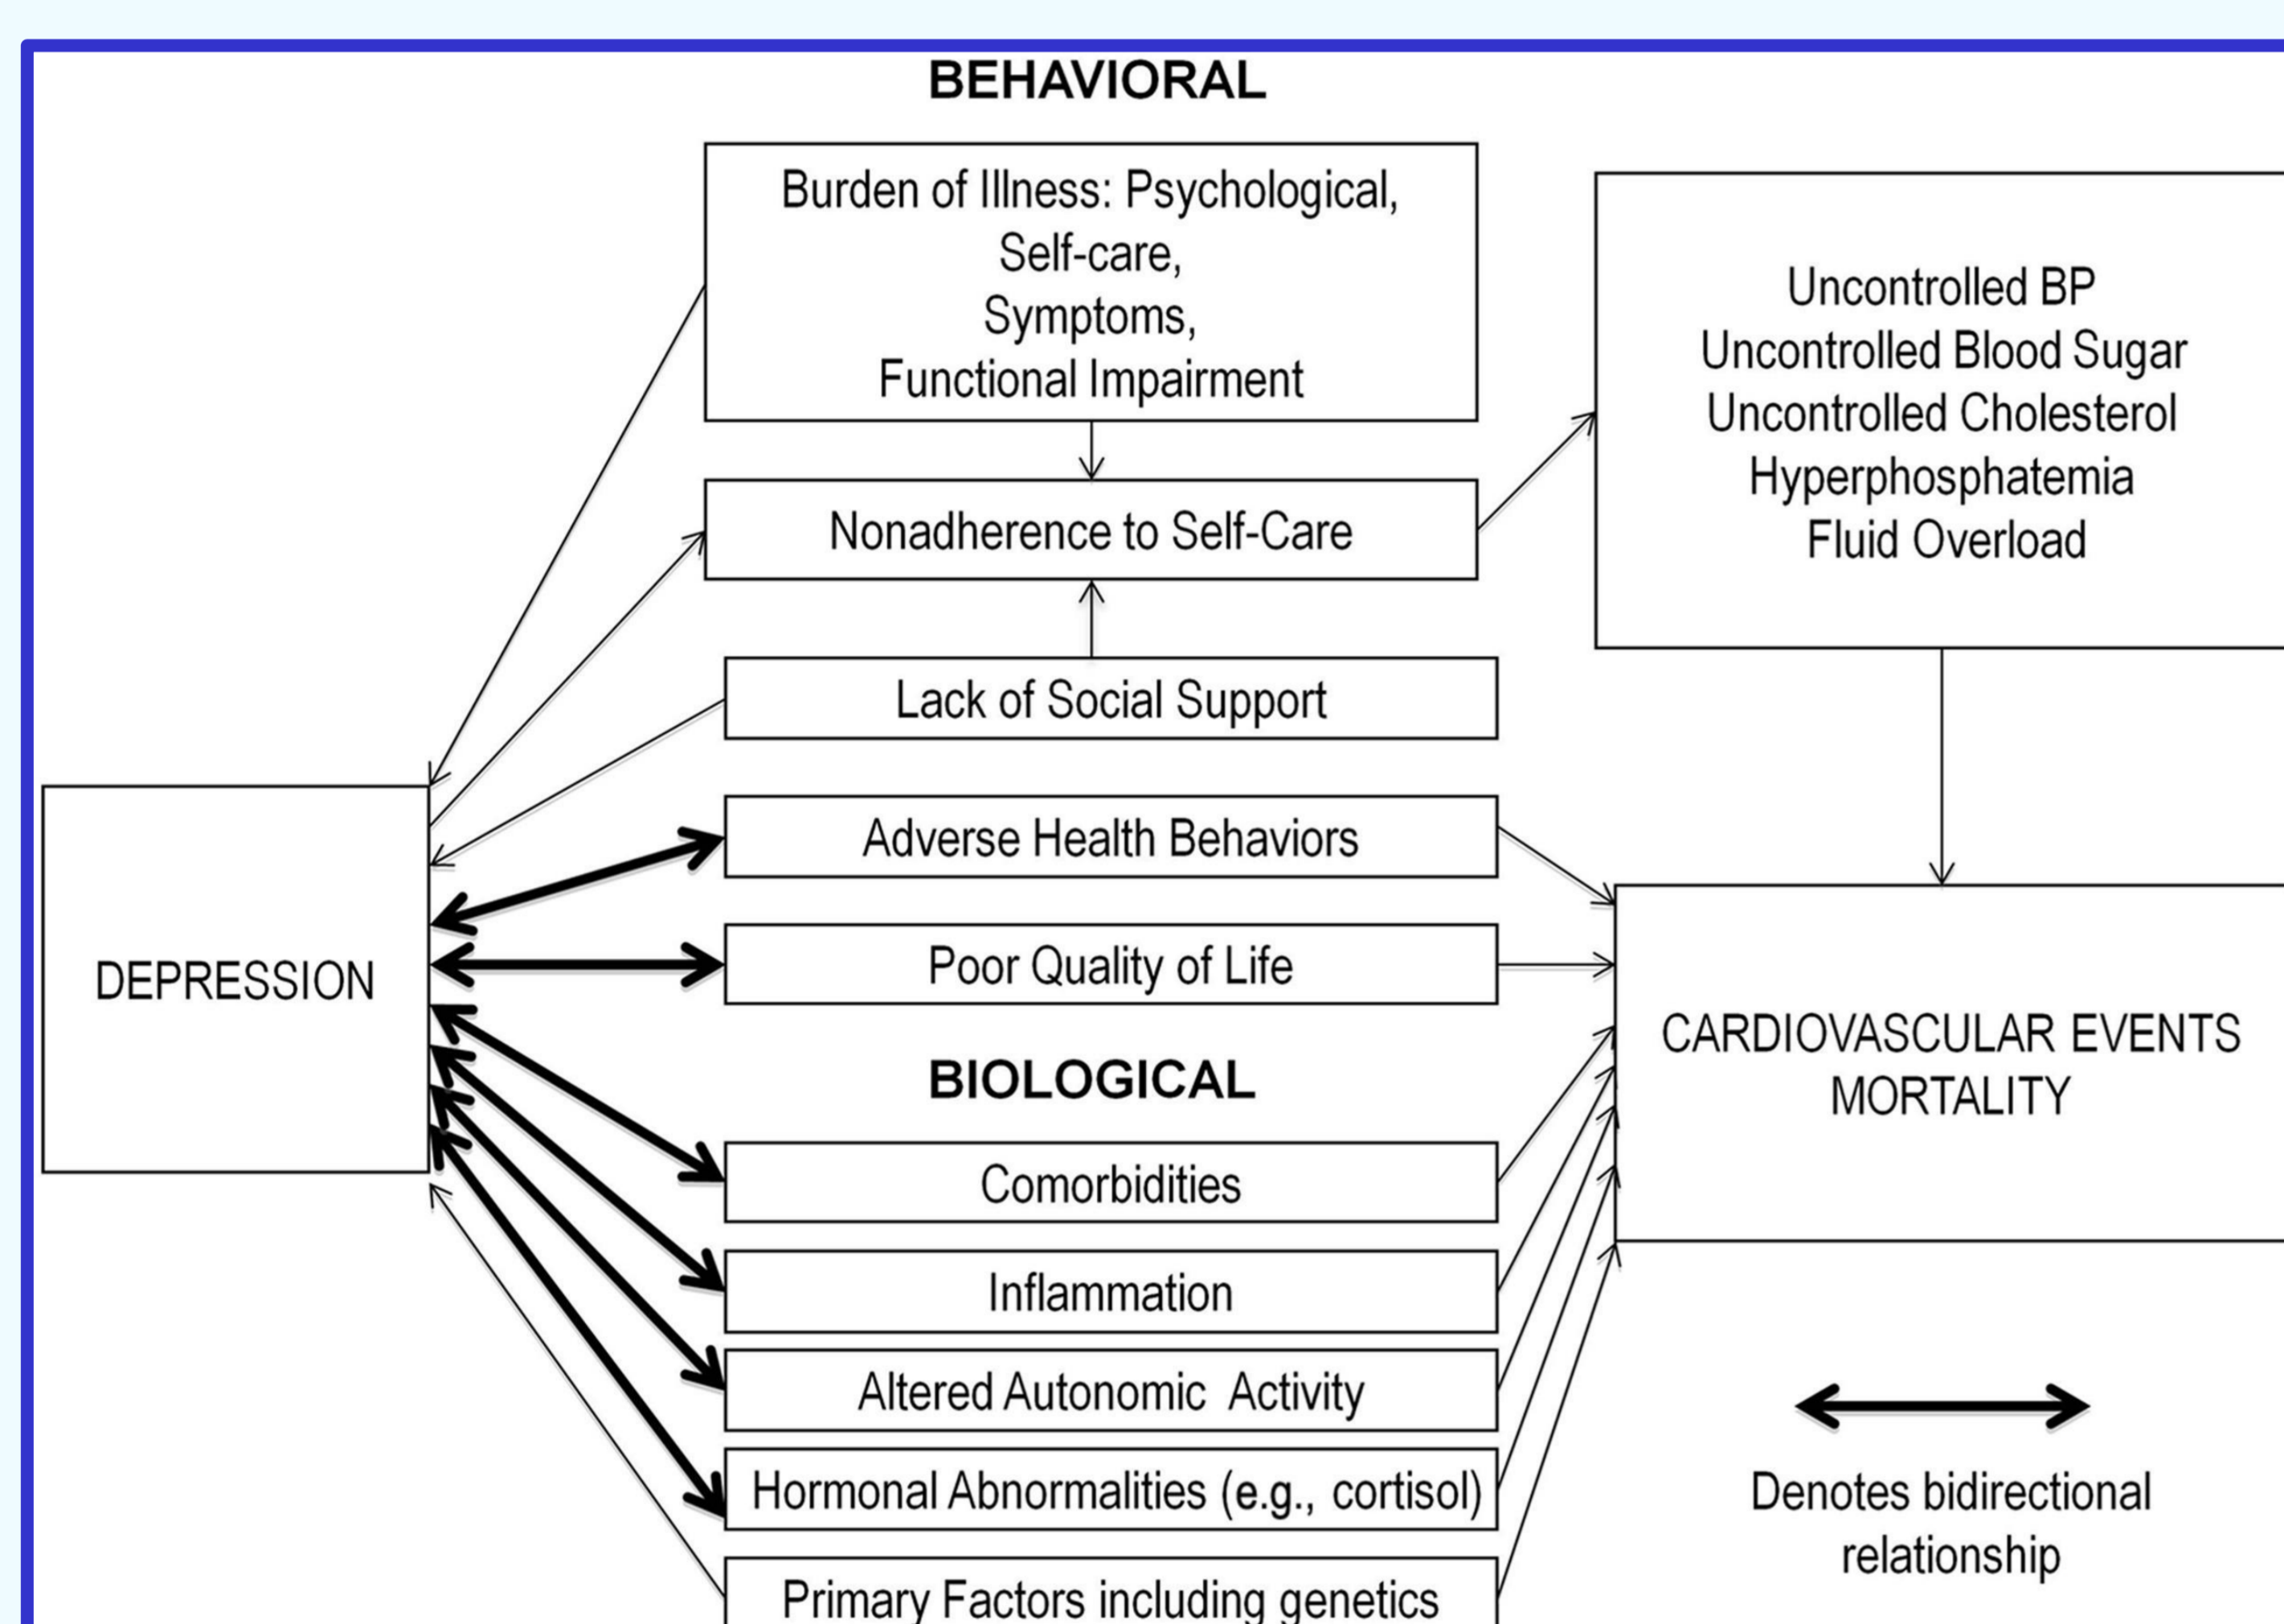 BEHAVIORAL
Burden of Illness: Psychological,
Self-care,
Symptoms,
Functional Impairment
Nonadherence to Self-Care
Lack of Social Support
Adverse Health Behaviors
Poor Quality of Life
DEPRESSION
BIOLOGICAL
Comorbidities
Inflammation
Altered Autonomic Activity
Hormonal Abnormalities (e.g., cortisol)
Primary Factors including genetics
Uncontrolled BP
Uncontrolled Blood Sugar
Uncontrolled Cholesterol
Hyperphosphatemia
Fluid Overload
CARDIOVASCULAR EVENTS
MORTALITY
Denotes bidirectional
relationship